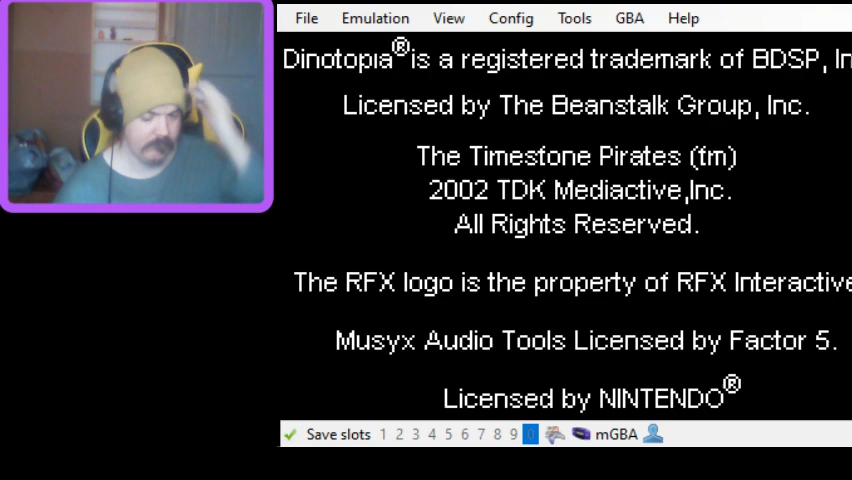 File Emulation View Config Tools GBA Help
Dinotopia® is a registered trademark of BDSP, In
Licensed by The Beanstalk Group, Inc.
The Timestone Pirates (tm)
2002 TDK Mediactive,Inc.
All Rights Reserved.
The RFX logo is the property of RFX Interactive
Musyx Audio Tools Licensed by Factor 5.
Licensed by NINTENDO®
Save slots 1 2 3 4 5 6 7 8 9 0 mGBA